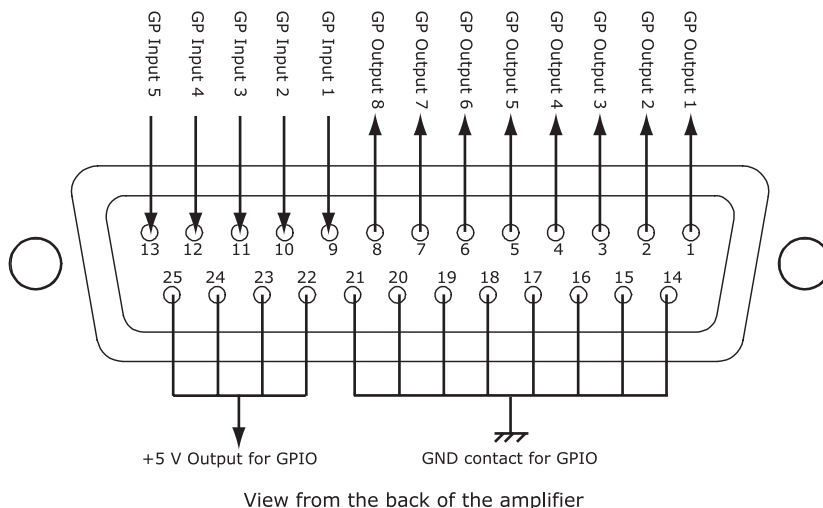 GP Input 5
GP Input 4
GP Input 3
GP Input 2
GP Input 1
GP Output 8
GP Output 7
GP Output 6
GP Output 5
GP Output 4
GP Output 3
GP Output 2
GP Output 1
13 12 11 10 9 8 7 6 5 4 3 2 1
25 24 23 22 21 20 19 18 17 16 15 14
+5 V Output for GPIO GND contact for GPIO
View from the back of the amplifier